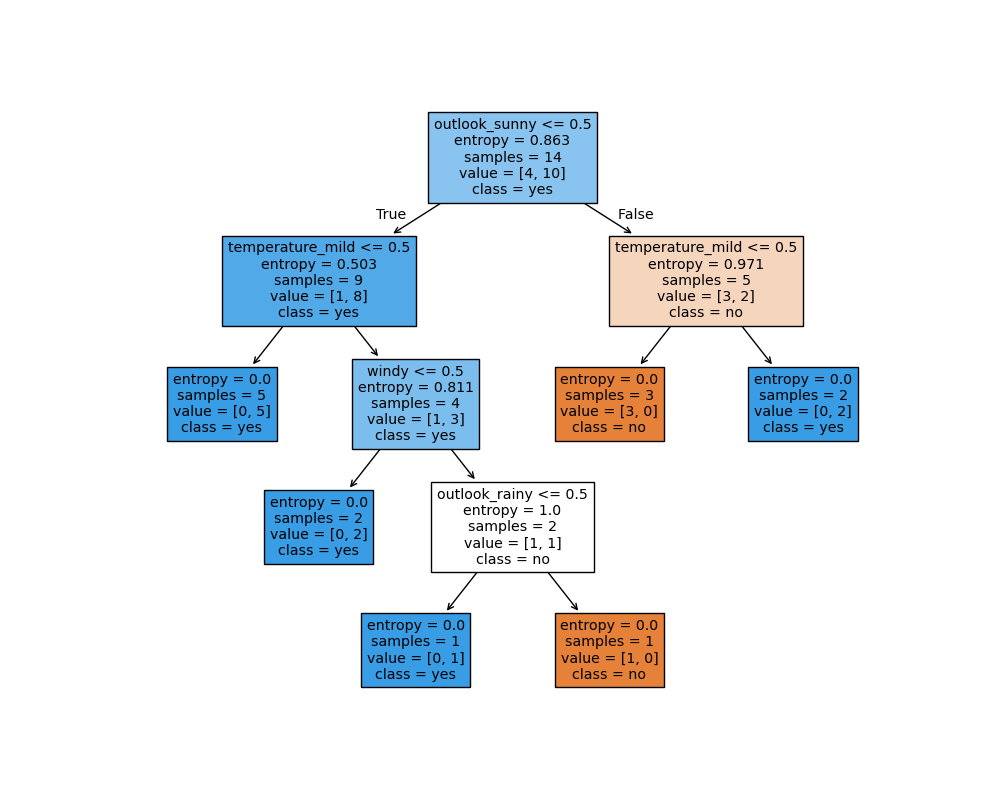 outlook_sunny <= 0.5
entropy = 0.863
samples = 14
value = [4, 10]
class = yes
True
False
temperature_mild <= 0.5
entropy = 0.503
samples = 9
value = [1, 8]
class = yes
temperature_mild <= 0.5
entropy = 0.971
samples = 5
value = [3, 2]
class = no
entropy = 0.0
samples = 5
value = [0, 5]
class = yes
windy <= 0.5
entropy = 0.811
samples = 4
value = [1, 3]
class = yes
entropy = 0.0
samples = 3
value = [3, 0]
class = no
entropy = 0.0
samples = 2
value = [0, 2]
class = yes
entropy = 0.0
samples = 2
value = [0, 2]
class = yes
outlook_rainy <= 0.5
entropy = 1.0
samples = 2
value = [1, 1]
class = no
entropy = 0.0
samples = 1
value = [0, 1]
class = yes
entropy = 0.0
samples = 1
value = [1, 0]
class = no